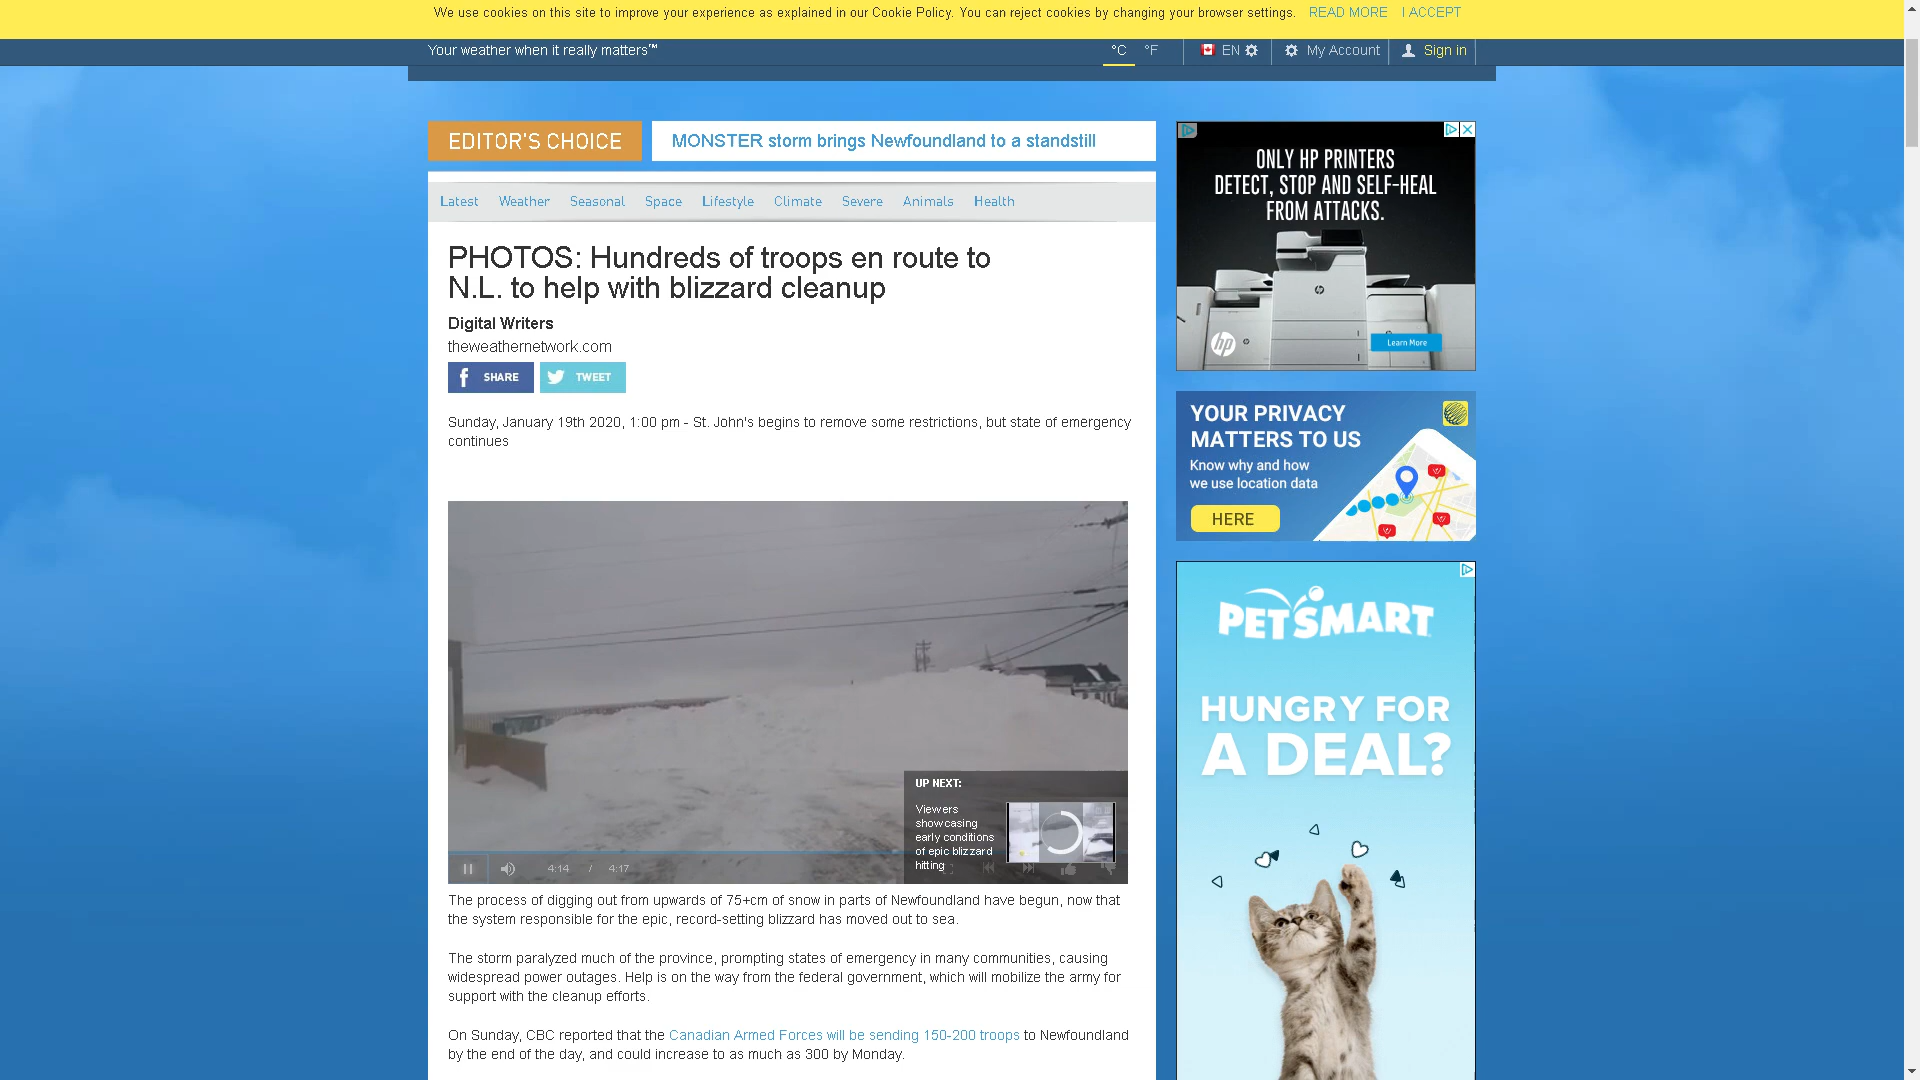 We use cookies on this site to improve your experience as explained in our Cookie Policy. You can reject cookies by changing your browser settings. READ MORE I ACCEPT
Your weather when it really matters™ °C °F EN My Account Sign in
EDITOR'S CHOICE MONSTER storm brings Newfoundland to a standstill
Latest Weather Seasonal Space Lifestyle Climate Severe Animals Health
PHOTOS: Hundreds of troops en route to
N.L. to help with blizzard cleanup
Digital Writers
theweathernetwork.com
SHARE TWEET
Sunday, January 19th 2020, 1:00 pm - St. John's begins to remove some restrictions, but state of emergency
continues
UP NEXT:
Viewers
showcasing
early conditions
of epic blizzard
hitting
4:14 / 4:17
The process of digging out from upwards of 75+cm of snow in parts of Newfoundland have begun, now that
the system responsible for the epic, record-setting blizzard has moved out to sea.
The storm paralyzed much of the province, prompting states of emergency in many communities, causing
widespread power outages. Help is on the way from the federal government, which will mobilize the army for
support with the cleanup efforts.
On Sunday, CBC reported that the Canadian Armed Forces will be sending 150-200 troops to Newfoundland
by the end of the day, and could increase to as much as 300 by Monday.
ONLY HP PRINTERS
DETECT, STOP AND SELF-HEAL
FROM ATTACKS.
hp
hp
Learn More
YOUR PRIVACY
MATTERS TO US
Know why and how
we use location data
HERE
PETSMART
HUNGRY FOR
A DEAL?